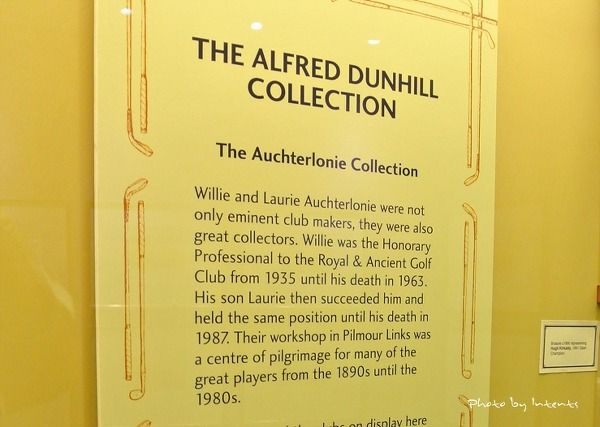 THE ALFRED DUNHILL
COLLECTION
The Auchterlonie Collection
Willie and Laurie Auchterlonie were not
only eminent club makers, they were also
great collectors. Willie was the Honorary
Professional to the Royal & Ancient Golf
Club from 1935 until his death in 1963.
His son Laurie then succeeded him and
held the same position until his death in
1987. Their workshop in Pilmour Links was
a centre of pilgrimage for many of the
great players from the 1890s until the
1980s.
on display here
Photo by Intents